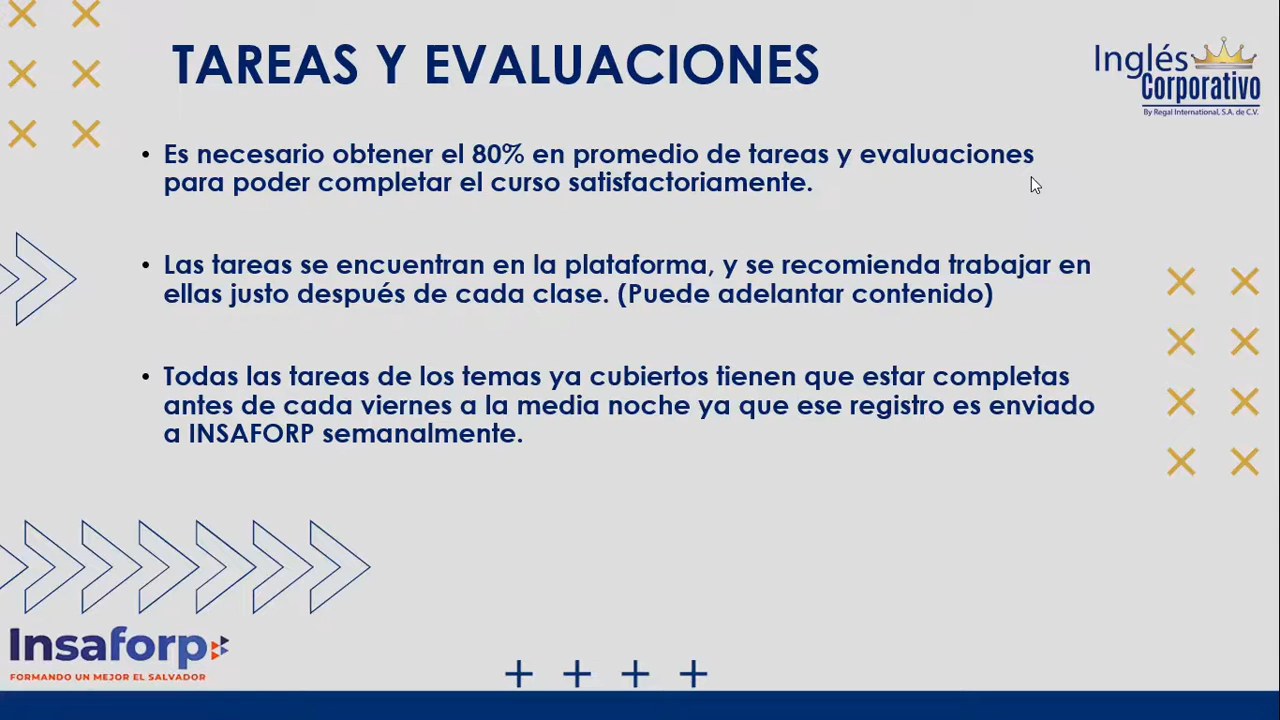 TAREAS Y EVALUACIONES
Inglés
Corporativo
By Regal International, S.A. de C.V.
• Es necesario obtener el 80% en promedio de tareas y evaluaciones
para poder completar el curso satisfactoriamente.
• Las tareas se encuentran en la plataforma, y se recomienda trabajar en
ellas justo después de cada clase. (Puede adelantar contenido)
• Todas las tareas de los temas ya cubiertos tienen que estar completas
antes de cada viernes a la media noche ya que ese registro es enviado
a INSAFORP semanalmente.
Insaforp
FORMANDO UN MEJOR EL SALVADOR